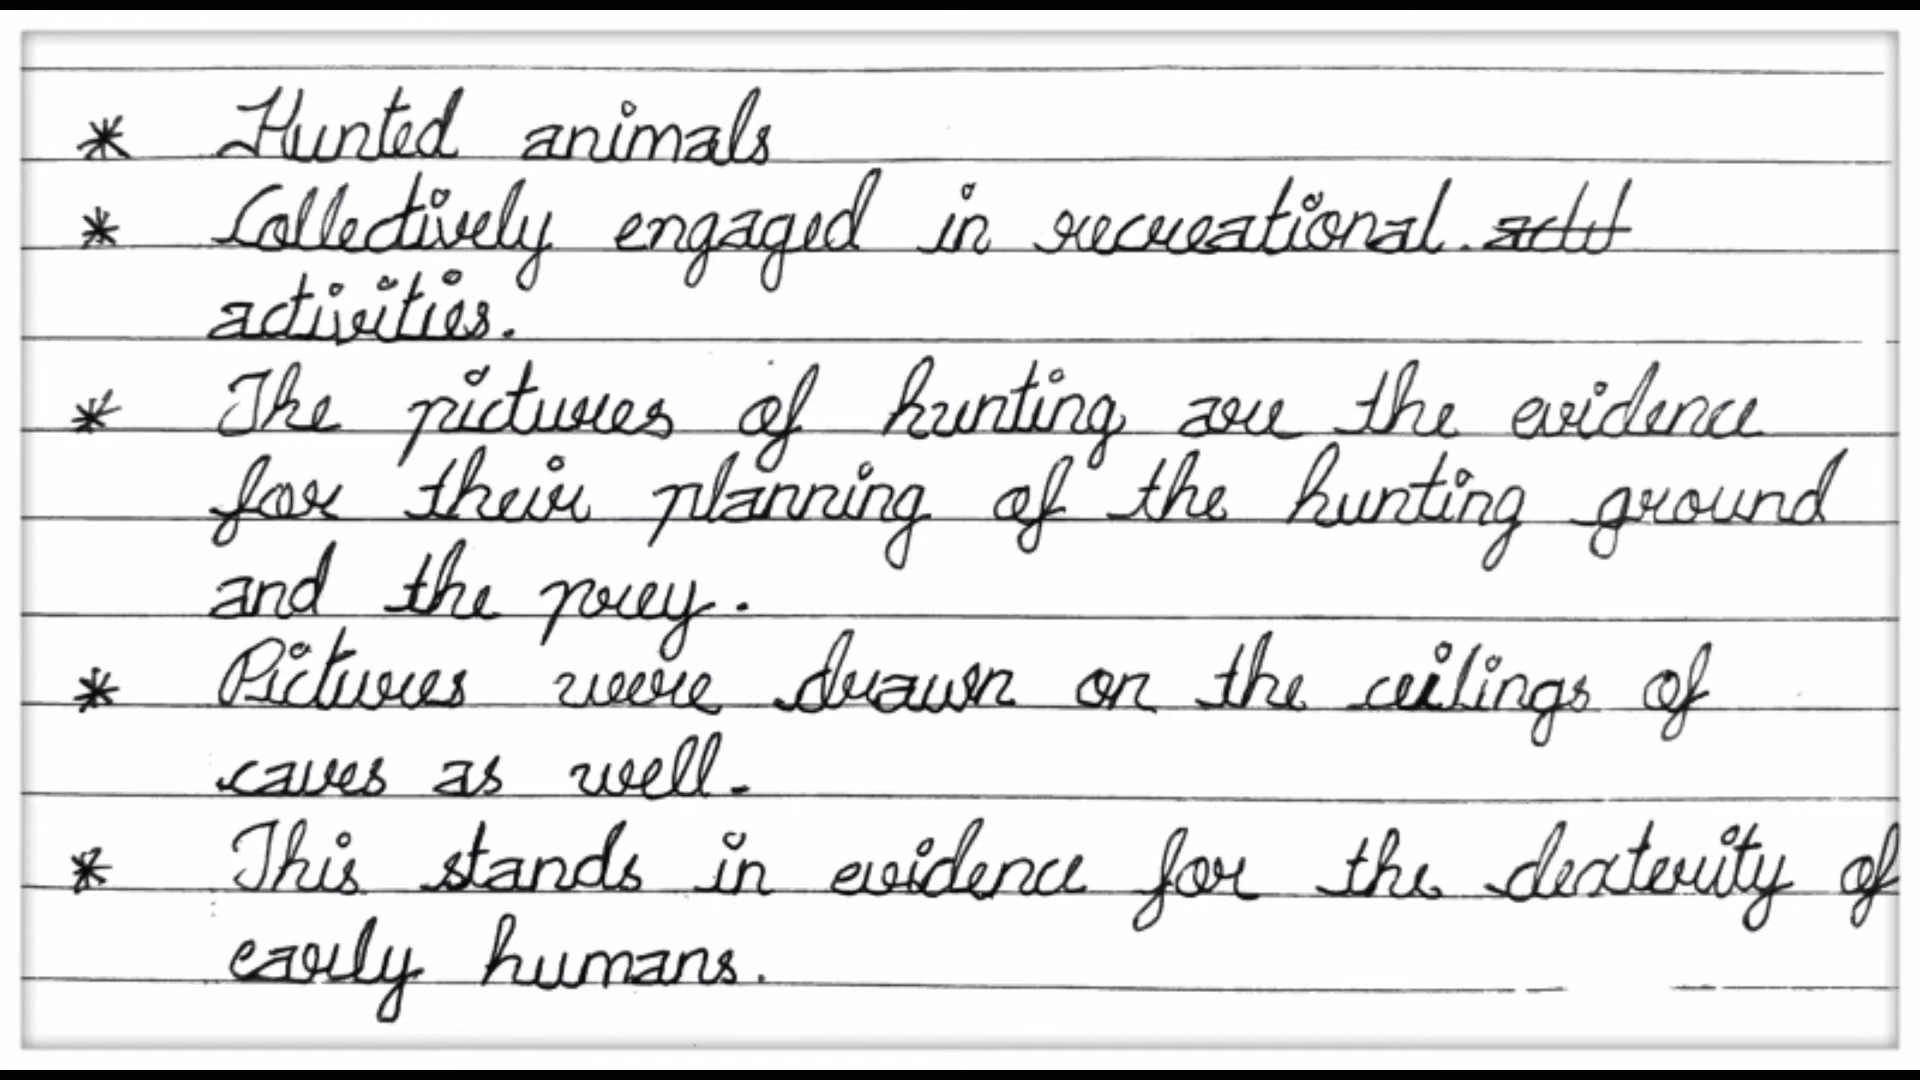 * Hunted animals
* Collectively engaged in recreational
activities.
* The pictures of hunting are the evidence
for their planning of the hunting ground
and the prey.
* Pictures were drawn on the ceilings of
caves as well.
* This stands in evidence for the dexterity of
early humans.